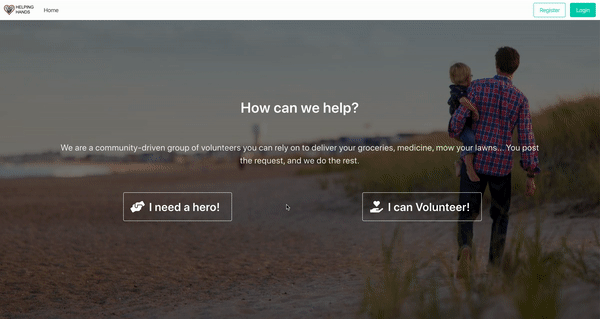 HELPING
HANDS
Home
Register
Login
How can we help?
We are a community-driven group of volunteers you can rely on to deliver your groceries, medicine, mow your lawns... You post
the request, and we do the rest.
I need a hero!
I can Volunteer!